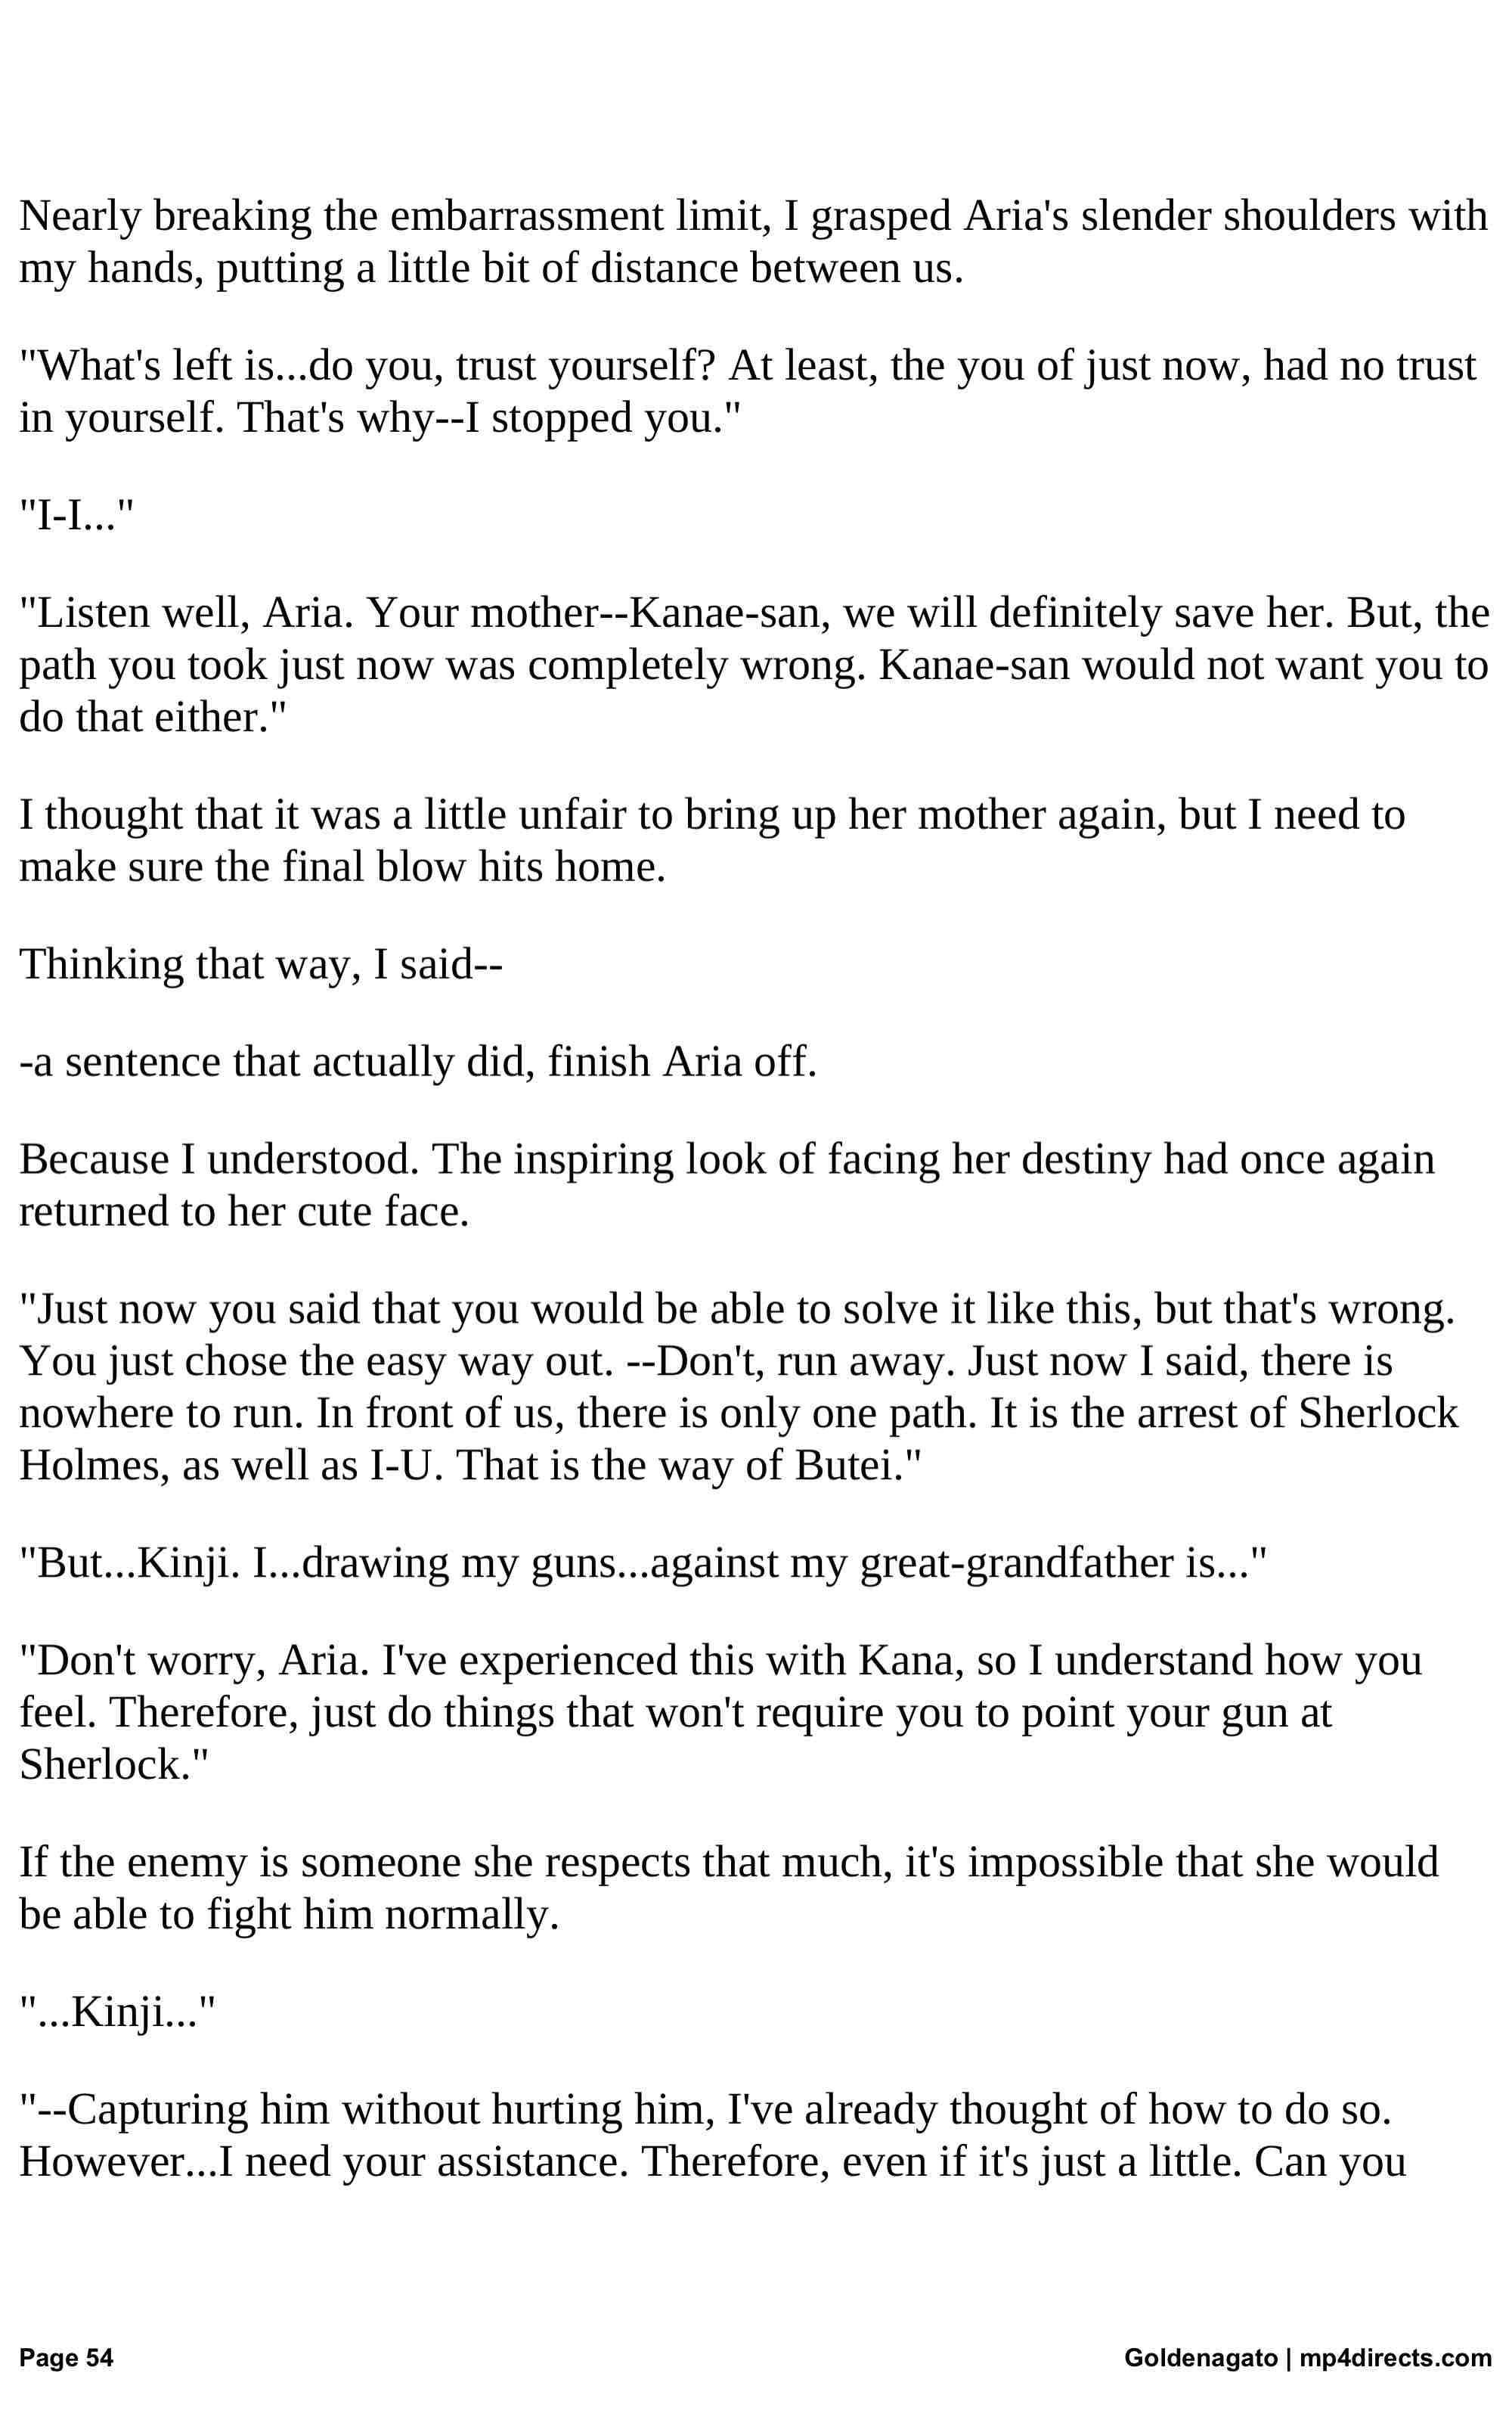 Nearly breaking the embarrassment limit, I grasped Aria's slender shoulders with
my hands, putting a little bit of distance between us.
"What's left is...do you, trust yourself? At least, the you of just now, had no trust
in yourself. That's why--I stopped you."
"I-I..."
"Listen well, Aria. Your mother--Kanae-san, we will definitely save her. But, the
path you took just now was completely wrong. Kanae-san would not want you to
do that either."
I thought that it was a little unfair to bring up her mother again, but I need to
make sure the final blow hits home.
Thinking that way, I said--
-a sentence that actually did, finish Aria off.
Because I understood. The inspiring look of facing her destiny had once again
returned to her cute face.
"Just now you said that you would be able to solve it like this, but that's wrong.
You just chose the easy way out. --Don't, run away. Just now I said, there is
nowhere to run. In front of us, there is only one path. It is the arrest of Sherlock
Holmes, as well as I-U. That is the way of Butei."
"But...Kinji. I...drawing my guns...against my great-grandfather is..."
"Don't worry, Aria. I've experienced this with Kana, so I understand how you
feel. Therefore, just do things that won't require you to point your gun at
Sherlock."
If the enemy is someone she respects that much, it's impossible that she would
be able to fight him normally.
"...Kinji..."
"--Capturing him without hurting him, I've already thought of how to do so.
However...I need your assistance. Therefore, even if it's just a little. Can you
Page 54
Goldenagato | mp4directs.com